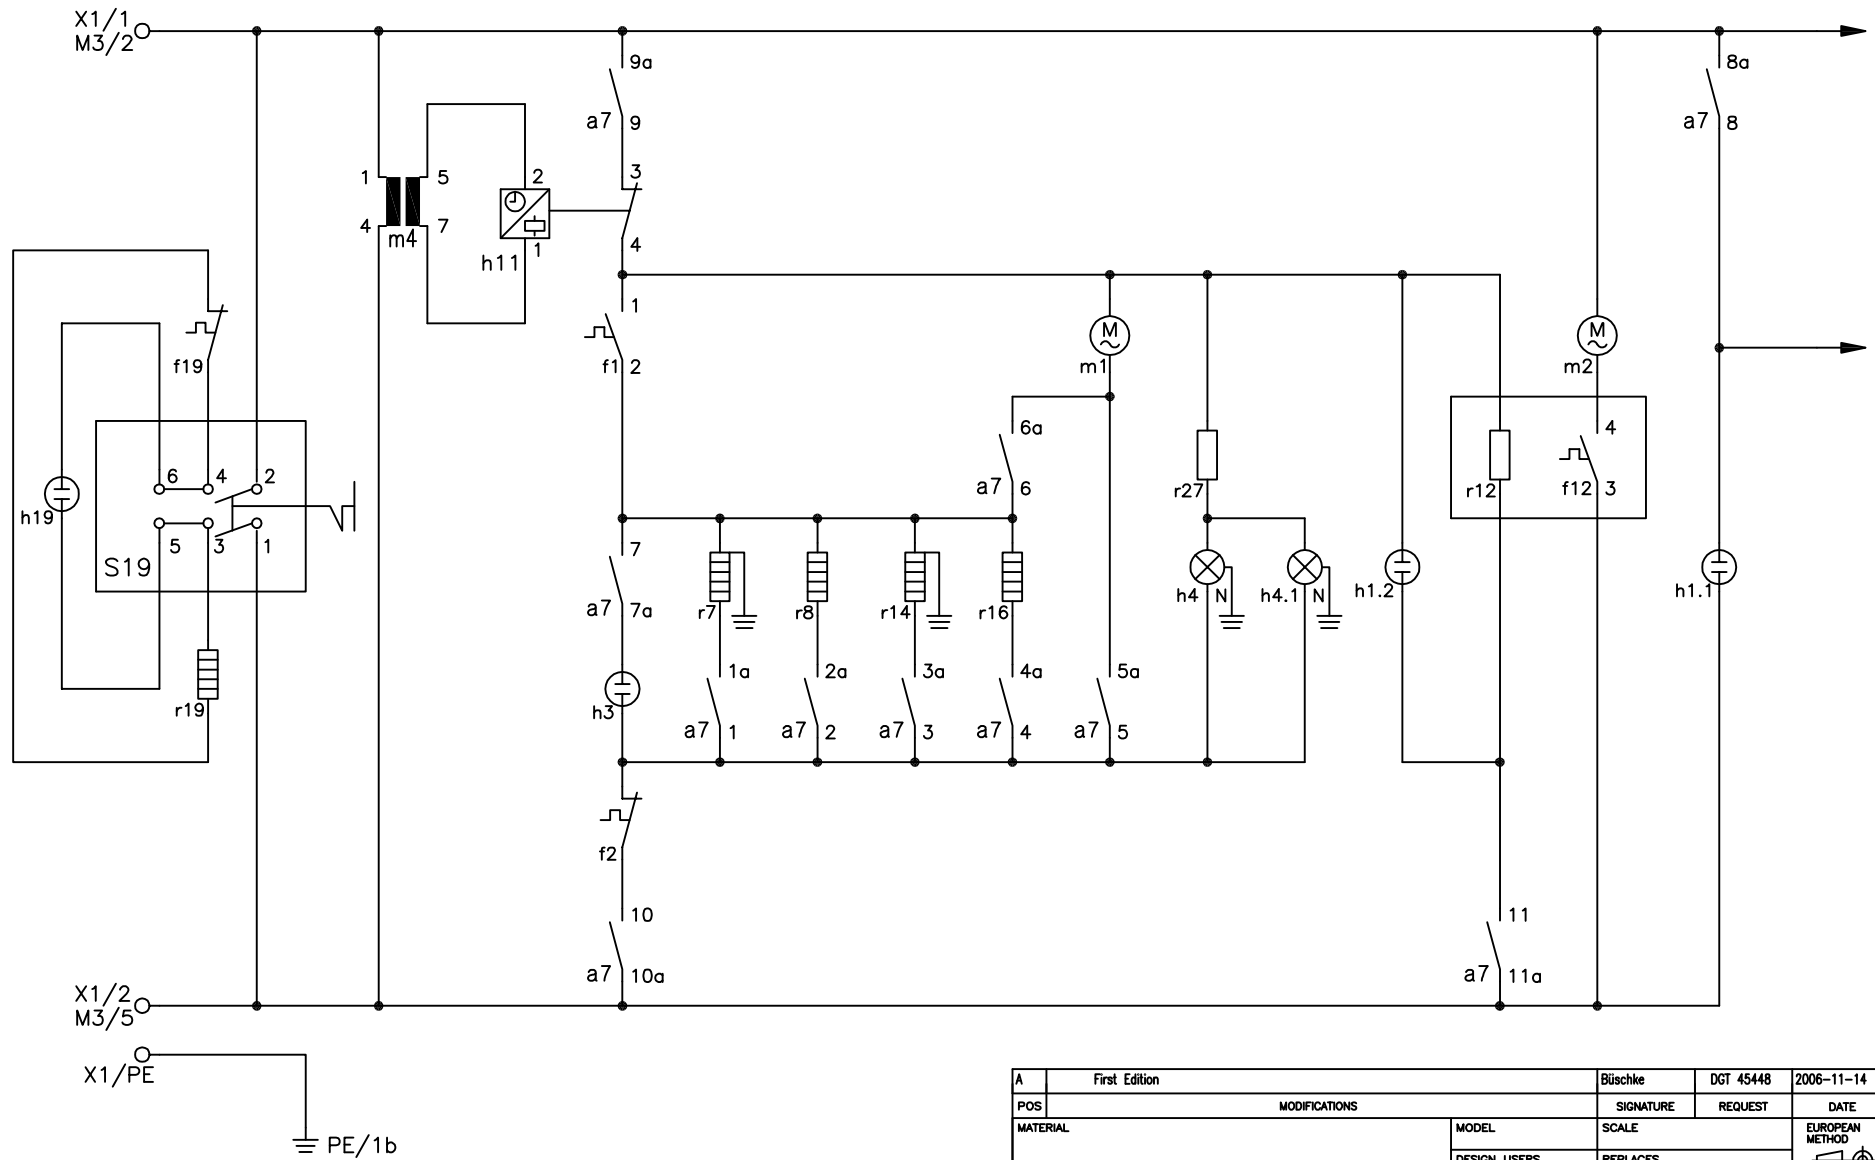 X1/1
M3/2
9a
8a
a7 9
a7 8
1
5
2
3
4
7
m4
1
4
h11
1
f19
f1 2
M
m1
M
m2
6a
4
6
4
2
a7 6
r27
r12
f12 3
h19
5
3
1
S19
7
a7 7a
r7
r8
r14
r16
h4 N
h4.1 N
h1.2
h1.1
1a
2a
3a
4a
5a
r19
h3
a7 1
a7 2
a7 3
a7 4
a7 5
f2
10
11
a7 10a
a7 11a
X1/2
M3/5
X1/PE
PE/1b
A First Edition Büschke DGT 45448 2006-11-14
POS MODIFICATIONS SIGNATURE REQUEST DATE
MATERIAL MODEL SCALE EUROPEAN
METHOD
DESIGN USERS REPLACES